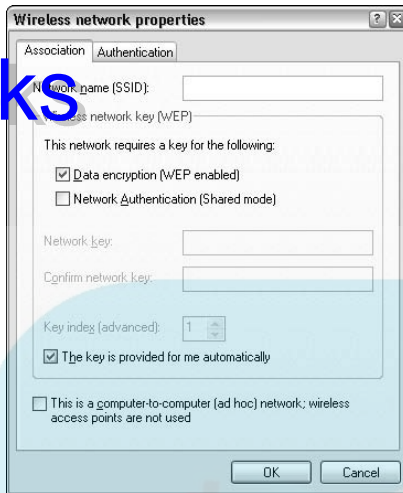 Wireless network properties
Association
Authentication
Network name (SSID):
ks
Wireless network key (WEP)
This network requires a key for the following:
Data encryption (WEP enabled)
Network Authentication (Shared mode)
Network key:
Confirm network key:
Key index (advanced):
1
The key is provided for me automatically
This is a computer-to-computer (ad hoc) network; wireless
access points are not used
OK
Cancel